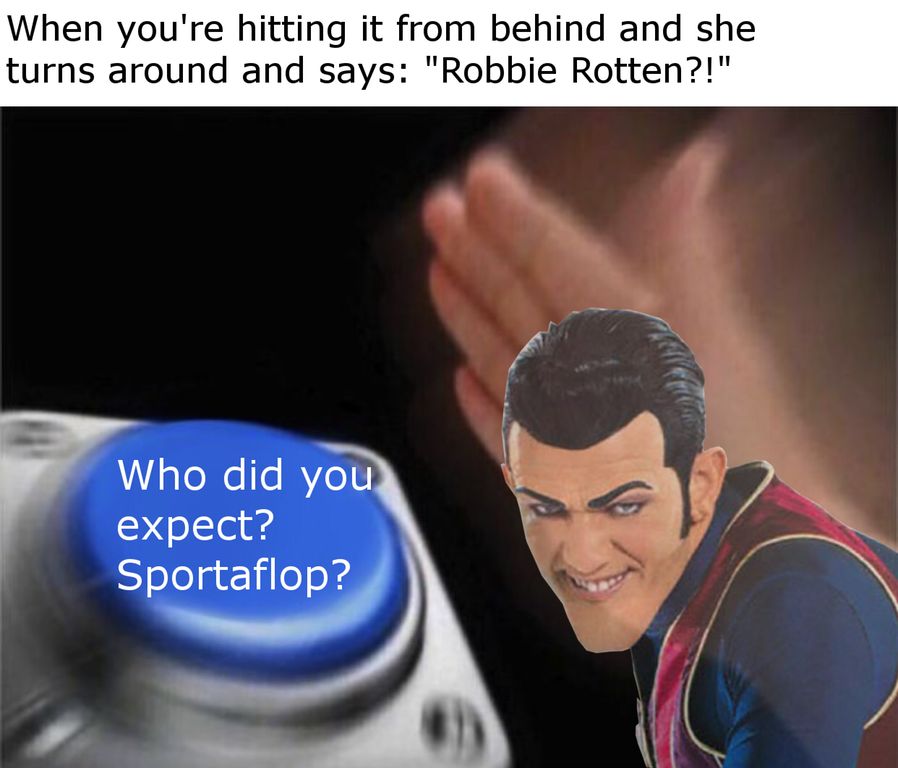 When you're hitting it from behind and she
turns around and says: "Robbie Rotten?!"
Who did you
expect?
Sportaflop?